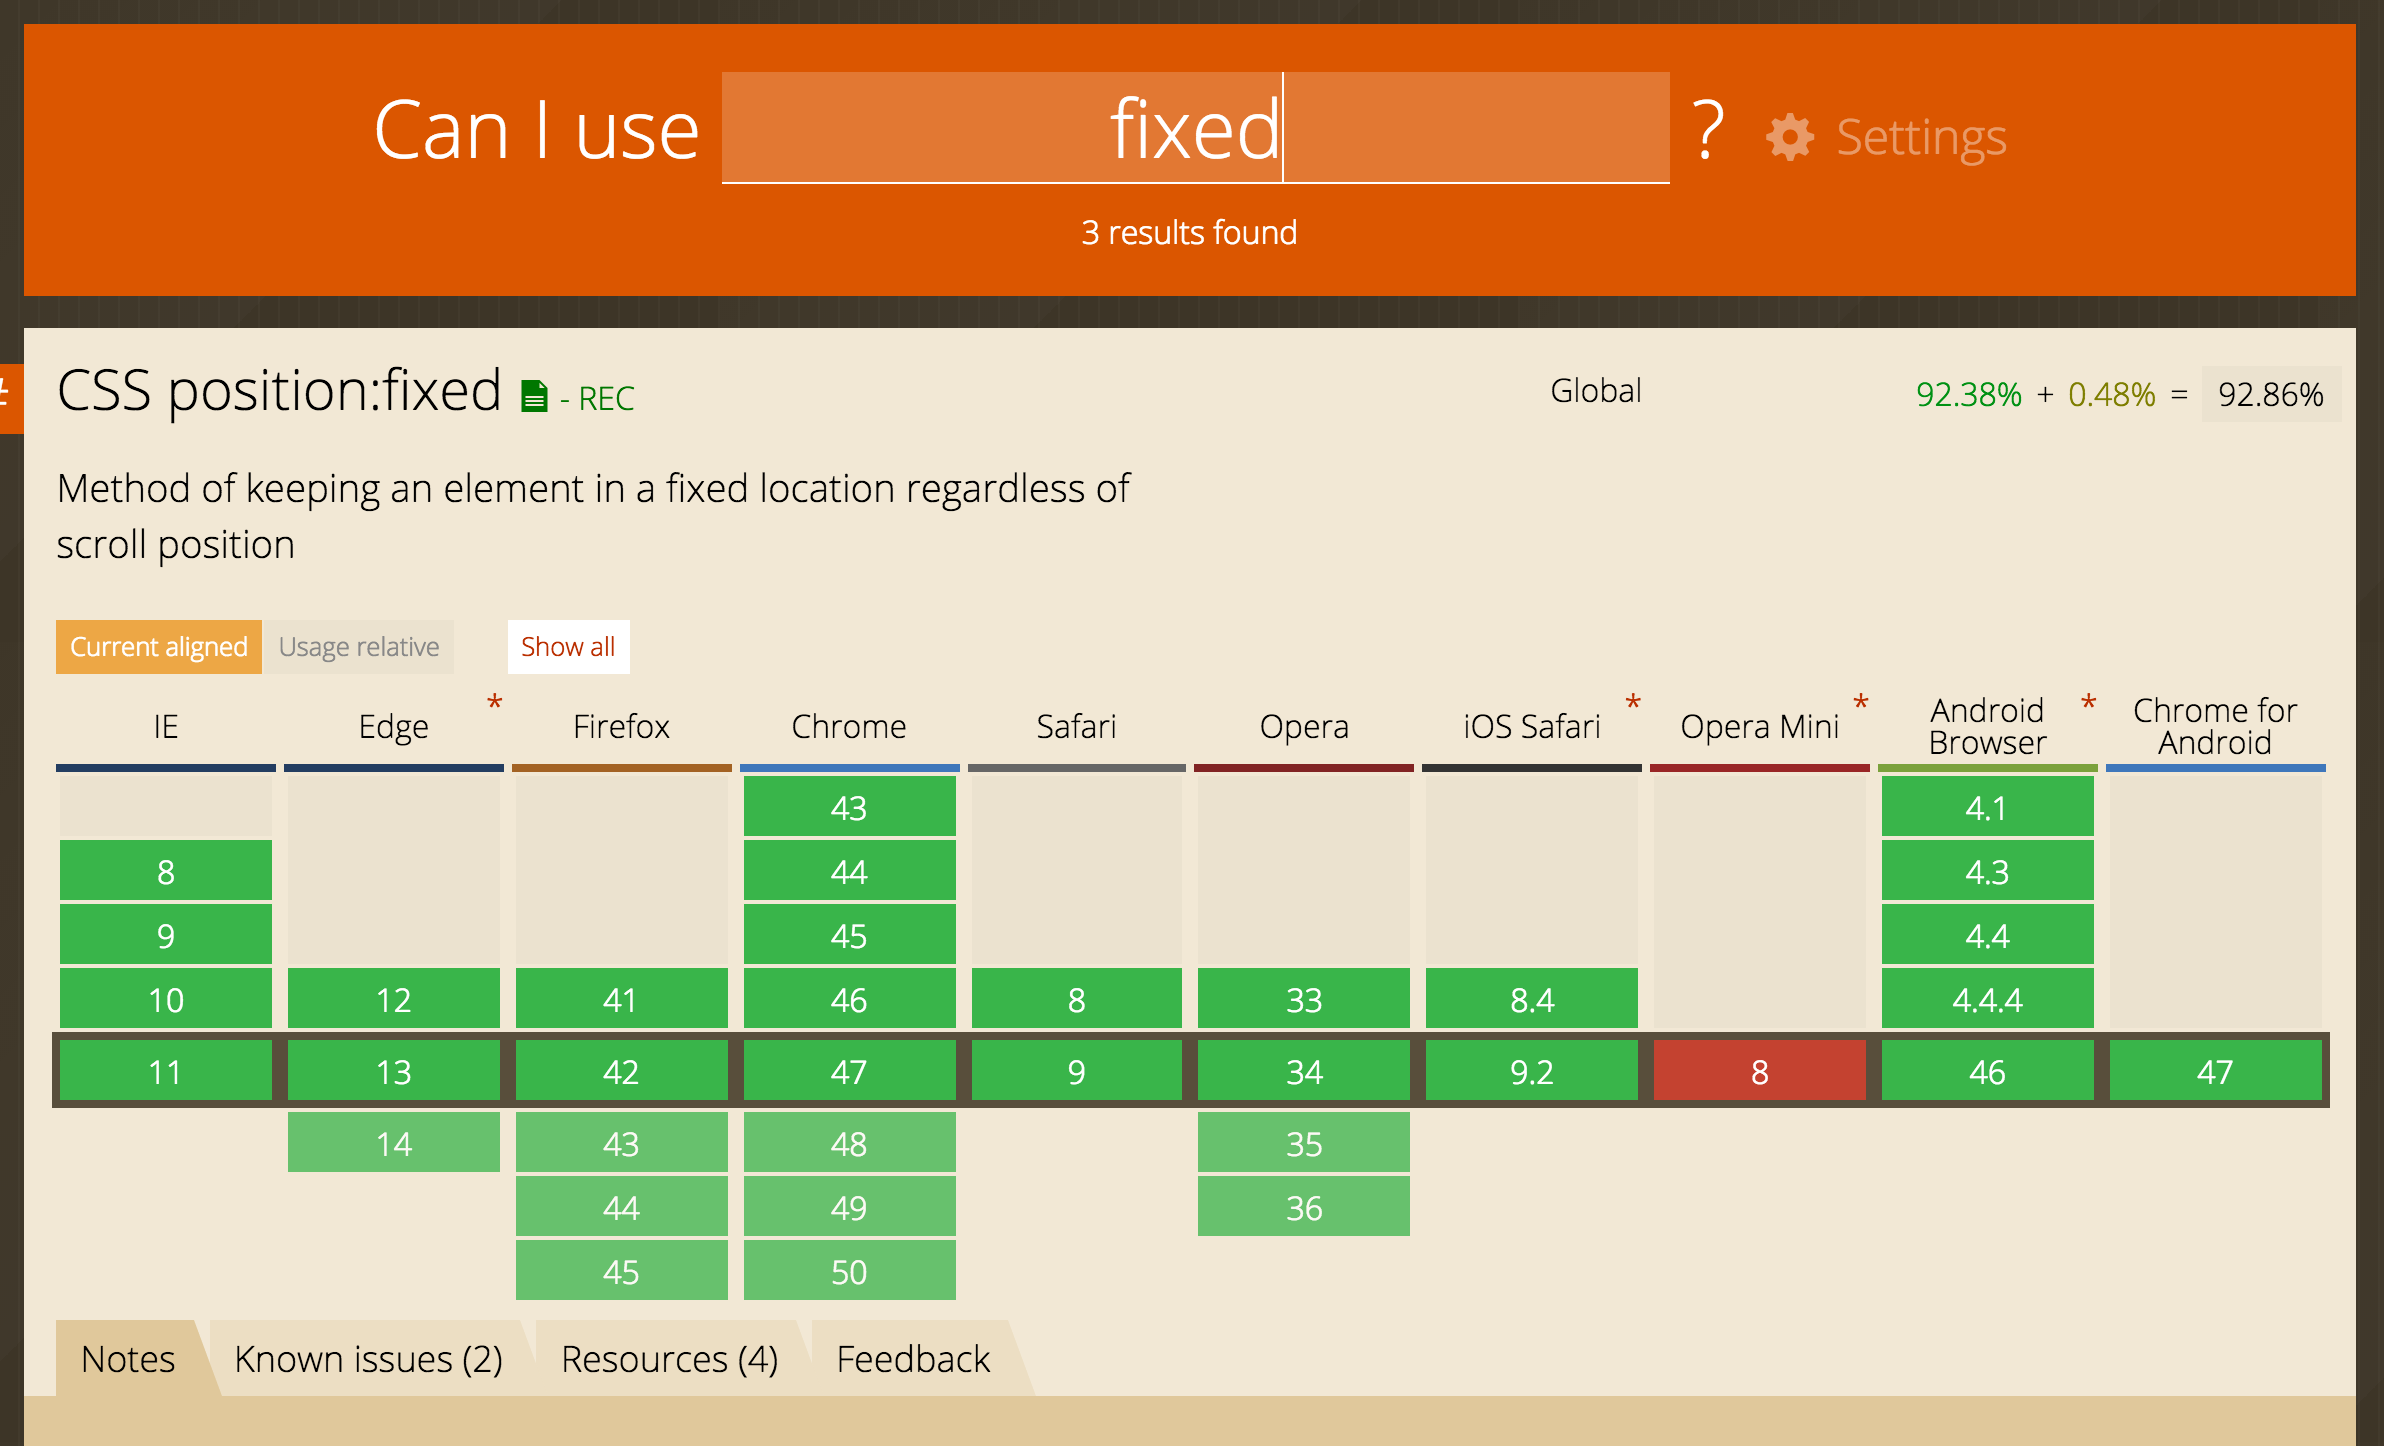 Can I use fixed ? Settings
3 results found
#
CSS position:fixed - REC
Global 92.38% + 0.48% = 92.86%
Method of keeping an element in a fixed location regardless of
scroll position
Current aligned Usage relative Show all
IE Edge * Firefox Chrome Safari Opera iOS Safari * Opera Mini * Android Browser * Chrome for Android
43 4.1
8 44 4.3
9 45 4.4
10 12 41 46 8 33 8.4 4.4.4
11 13 42 47 9 34 9.2 8 46 47
14 43 48 35
44 49 36
45 50
Notes Known issues (2) Resources (4) Feedback